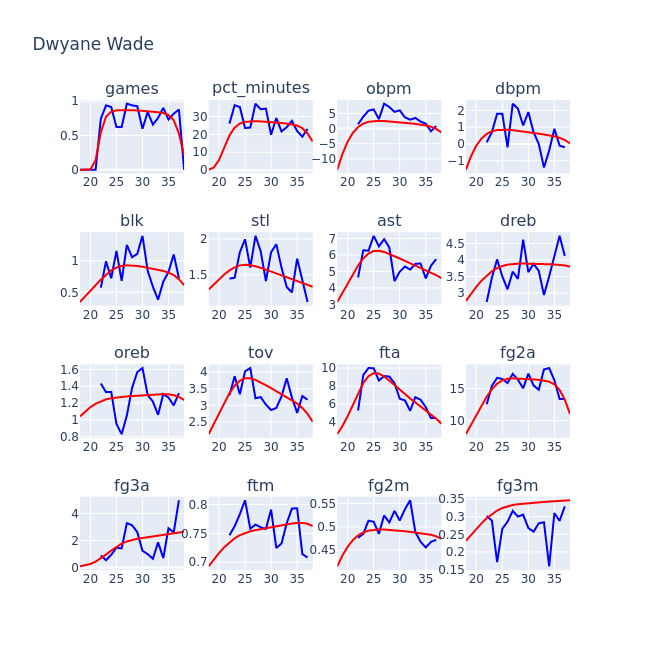 Dwyane Wade
games pct_minutes obpm dbpm
1 0.5 0 20 25 30 35
30 20 10 0 20 25 30 35
5 0 −5 −10 20 25 30 35
2 1 0 −1 20 25 30 35
blk stl ast dreb
1 0.5 20 25 30 35
2 1.5 20 25 30 35
7 6 5 4 3 20 25 30 35
4.5 4 3.5 3 20 25 30 35
oreb tov fta fg2a
1.6 1.4 1.2 1 0.8 20 25 30 35
4 3.5 3 2.5 20 25 30 35
10 8 6 4 20 25 30 35
15 10 20 25 30 35
fg3a ftm fg2m fg3m
4 2 0 20 25 30 35
0.8 0.75 0.7 20 25 30 35
0.55 0.5 0.45 20 25 30 35
0.35 0.3 0.25 0.2 0.15 20 25 30 35